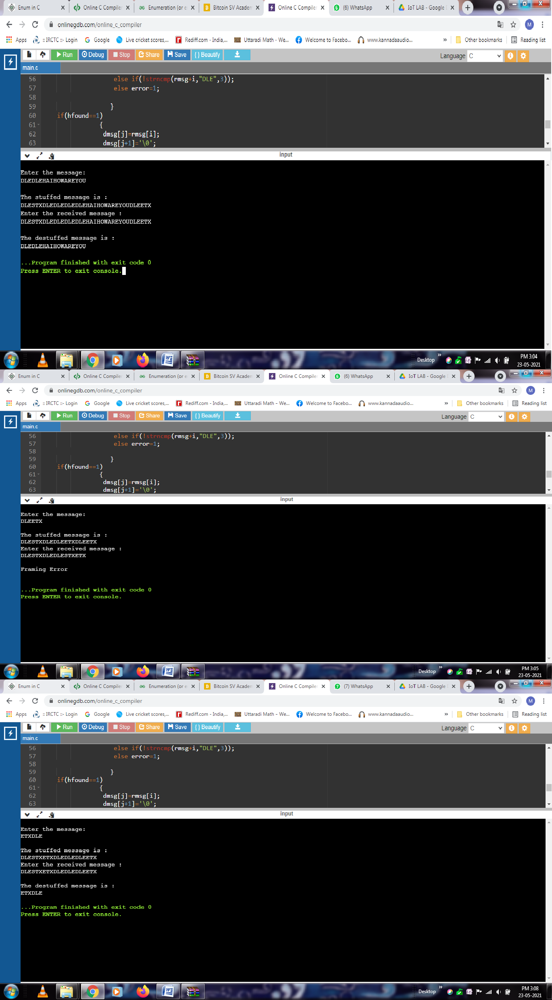 Enum in C Online C Compiler Enumeration (or e Bitcoin SV Academ Online C Compiler (6) WhatsApp IoT LAB - Google
onlinegdb.com/online_c_compiler M
Apps :: IRCTC ::- Login Google Live cricket scores,... Rediff.com - India,... Uttaradi Math - We... Welcome to Facebo... www.kannadaaudio... » Other bookmarks Reading list
Run Debug Stop Share Save { } Beautify Language C
main.c
56 else if(!strncmp(rmsg+i,"DLE",3));
57 else error=1;
58
59 }
60 if(hfound==1)
61 {
62 dmsg[j]=rmsg[i];
63 dmsg[j+1]='\0';
input
Enter the message:
DLEDLEHAIHOWAREYOU
The stuffed message is :
DLESTXDLEDLEDLEDLEHAIHOWAREYOUDLEETX
Enter the received message :
DLESTXDLEDLEDLEDLEHAIHOWAREYOUDLEETX
The destuffed message is :
DLEDLEHAIHOWAREYOU
...Program finished with exit code 0
Press ENTER to exit console.
Desktop » PM 3:04
23-05-2021
Enum in C Online C Compiler Enumeration (or e Bitcoin SV Academ Online C Compiler (6) WhatsApp IoT LAB - Google
onlinegdb.com/online_c_compiler M
Apps :: IRCTC ::- Login Google Live cricket scores,... Rediff.com - India,... Uttaradi Math - We... Welcome to Facebo... www.kannadaaudio... » Other bookmarks Reading list
Run Debug Stop Share Save { } Beautify Language C
main.c
56 else if(!strncmp(rmsg+i,"DLE",3));
57 else error=1;
58
59 }
60 if(hfound==1)
61 {
62 dmsg[j]=rmsg[i];
63 dmsg[j+1]='\0';
input
Enter the message:
DLEETX
The stuffed message is :
DLESTXDLEDLEETXDLEETX
Enter the received message :
DLESTXDLEDLESTXETX
Framing Error
...Program finished with exit code 0
Press ENTER to exit console.
Desktop » PM 3:05
23-05-2021
Enum in C Online C Compiler Enumeration (or e Bitcoin SV Academ Online C Compiler (7) WhatsApp IoT LAB - Google
onlinegdb.com/online_c_compiler M
Apps :: IRCTC ::- Login Google Live cricket scores,... Rediff.com - India,... Uttaradi Math - We... Welcome to Facebo... www.kannadaaudio... » Other bookmarks Reading list
Run Debug Stop Share Save { } Beautify Language C
main.c
56 else if(!strncmp(rmsg+i,"DLE",3));
57 else error=1;
58
59 }
60 if(hfound==1)
61 {
62 dmsg[j]=rmsg[i];
63 dmsg[j+1]='\0';
input
Enter the message:
ETXDLE
The stuffed message is :
DLESTXETXDLEDLEDLEETX
Enter the received message :
DLESTXETXDLEDLEDLEETX
The destuffed message is :
ETXDLE
...Program finished with exit code 0
Press ENTER to exit console.
Desktop » PM 3:08
23-05-2021